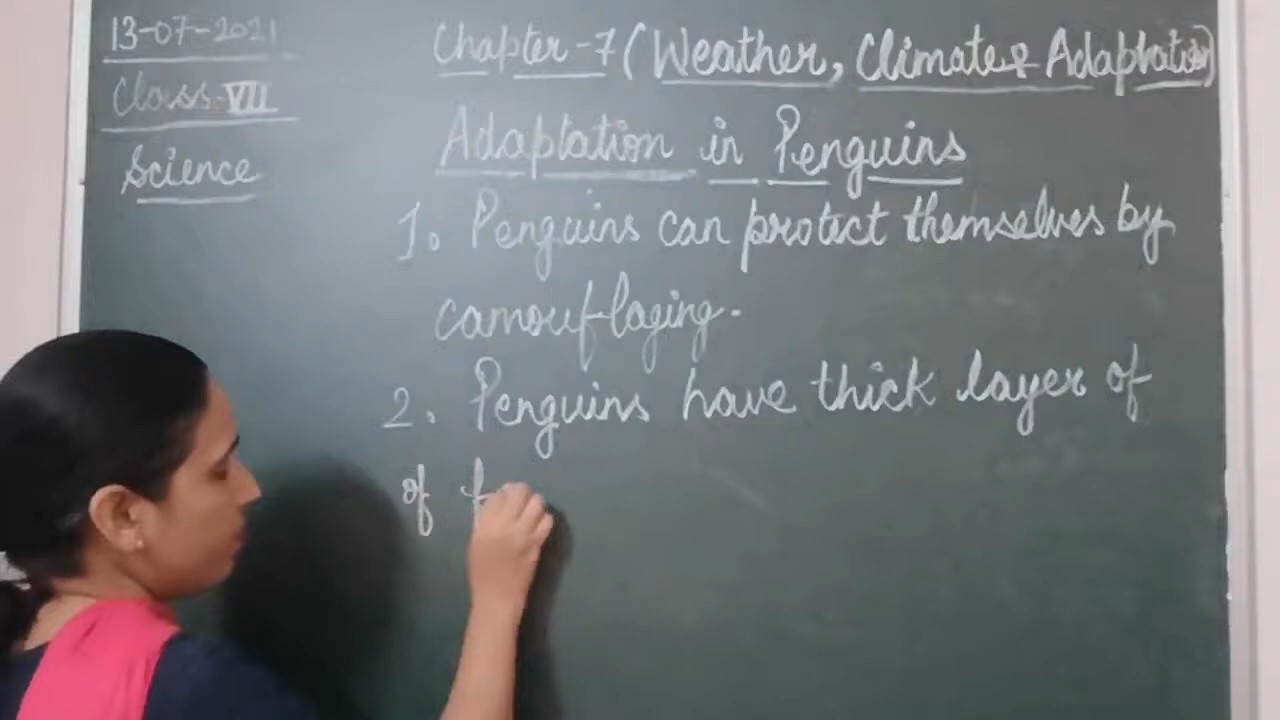 13-07-2021
Class VII
Science
Chapter-7 (Weather, Climate & Adaptation)
Adaptation in Penguins
1. Penguins can protect themselves by
camouflaging.
2. Penguins have thick layer of
of